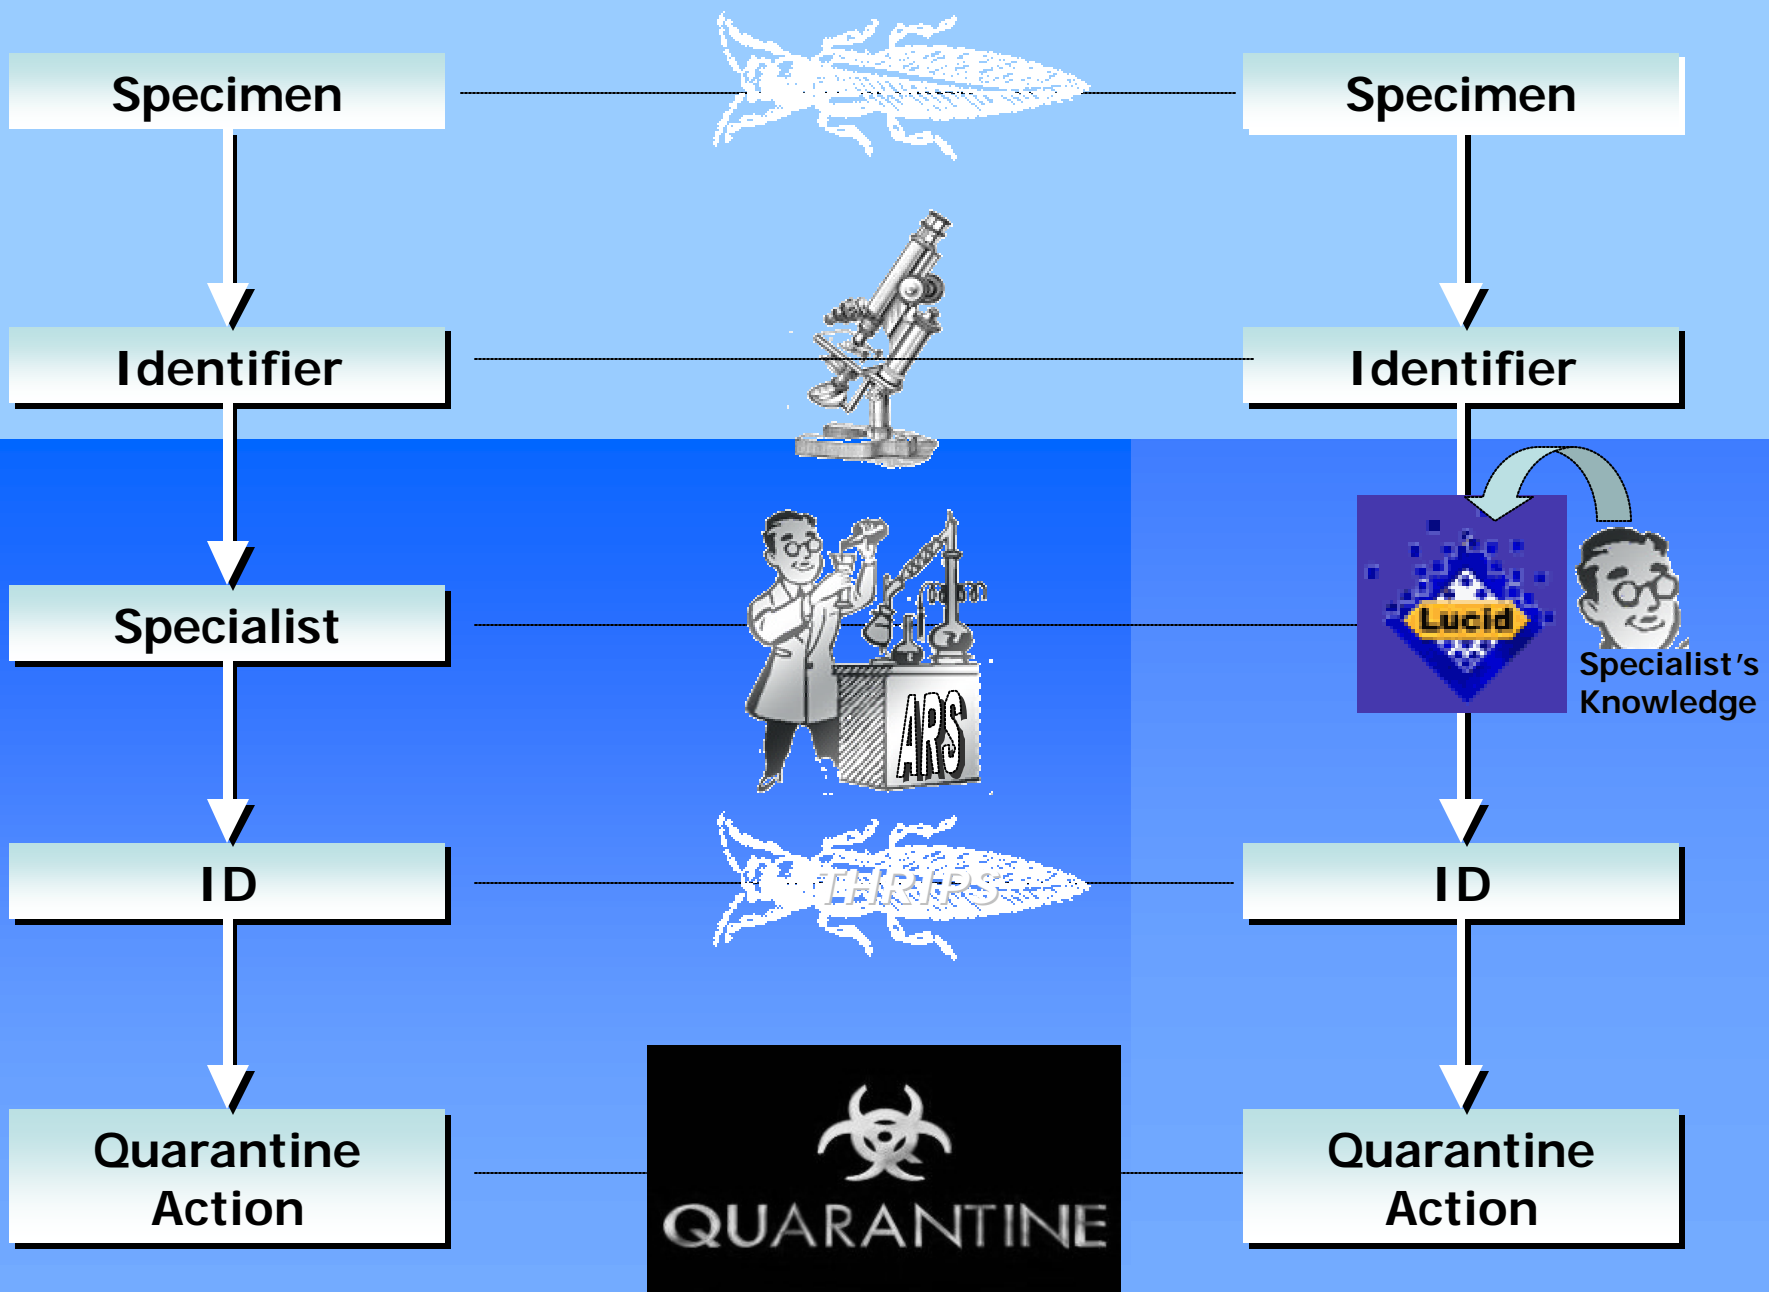 Specimen
Specimen
Identifier
Identifier
Specialist
Lucid
Specialist's
Knowledge
ARS
ID
THRIPS
ID
Quarantine
Action
QUARANTINE
Quarantine
Action